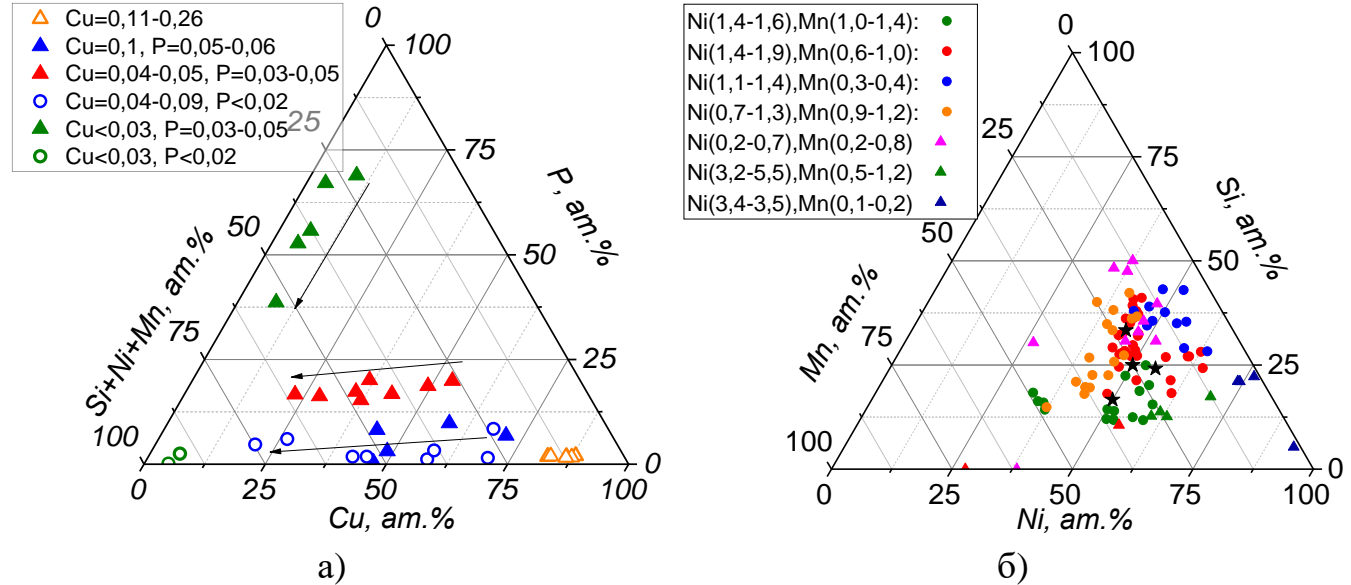 Cu=0,11-0,26
Cu=0,1, P=0,05-0,06
Cu=0,04-0,05, P=0,03-0,05
Cu=0,04-0,09, P<0,02
Cu<0,03, P=0,03-0,05
Cu<0,03, P<0,02
0
100
25
75
P, ат.%
50
50
Si+Ni+Mn, ат.%
75
25
100
0
0
25
50
75
100
Cu, ат.%
а)
Ni(1,4-1,6),Mn(1,0-1,4):
Ni(1,4-1,9),Mn(0,6-1,0):
Ni(1,1-1,4),Mn(0,3-0,4):
Ni(0,7-1,3),Mn(0,9-1,2):
Ni(0,2-0,7),Mn(0,2-0,8)
Ni(3,2-5,5),Mn(0,5-1,2)
Ni(3,4-3,5),Mn(0,1-0,2)
0
100
25
75
Si, ат.%
50
50
Mn, ат.%
75
25
100
0
0
25
50
75
100
Ni, ат.%
б)